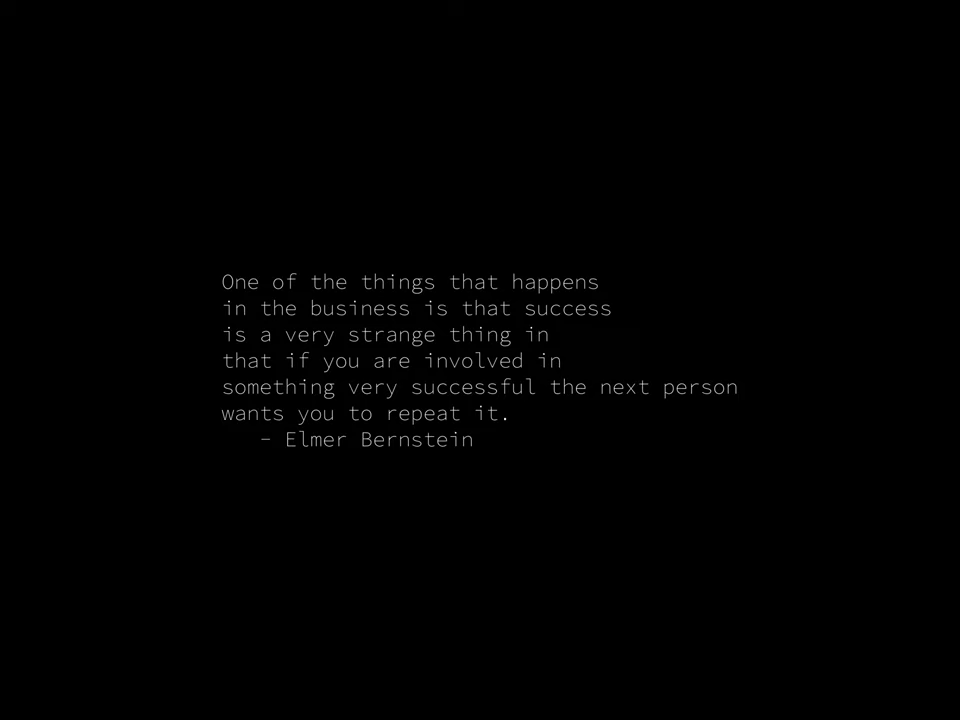 One of the things that happens
in the business is that success
is a very strange thing in
that if you are involved in
something very successful the next person
wants you to repeat it.
- Elmer Bernstein